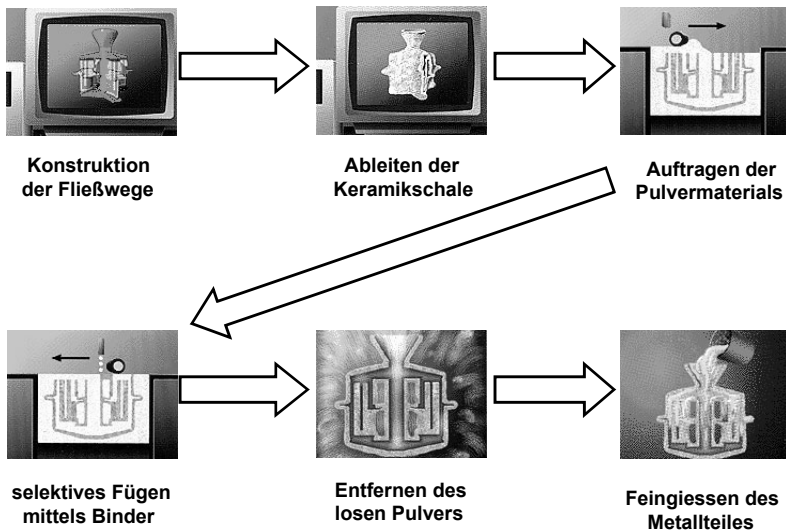 Konstruktion
der Fließwege
Ableiten der
Keramikschale
Auftragen der
Pulvermaterials
selektives Fügen
mittels Binder
Entfernen des
losen Pulvers
Feingiessen des
Metallteiles